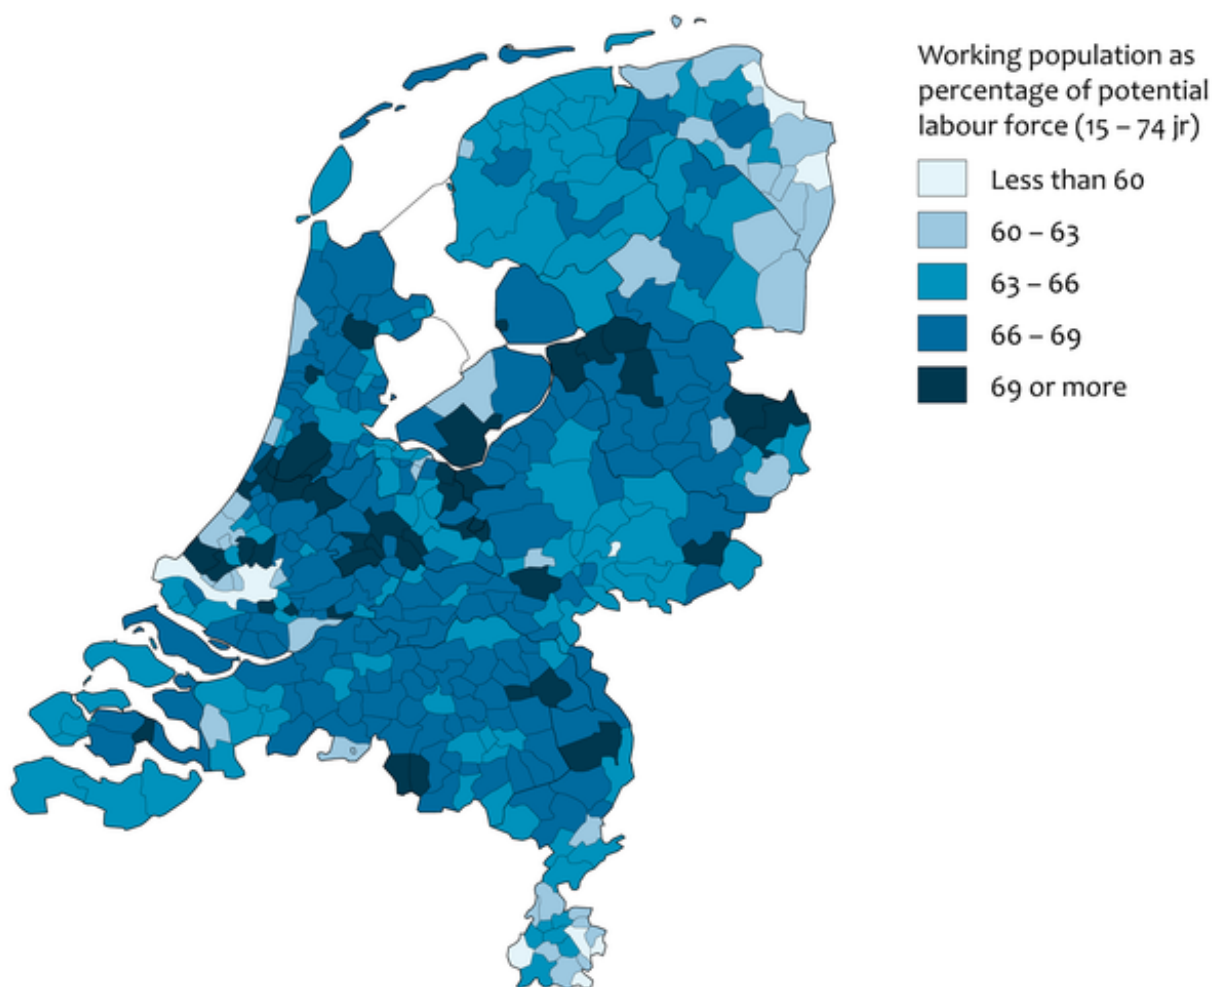 Working population as
percentage of potential
labour force (15 – 74 jr)
Less than 60
60 – 63
63 – 66
66 – 69
69 or more